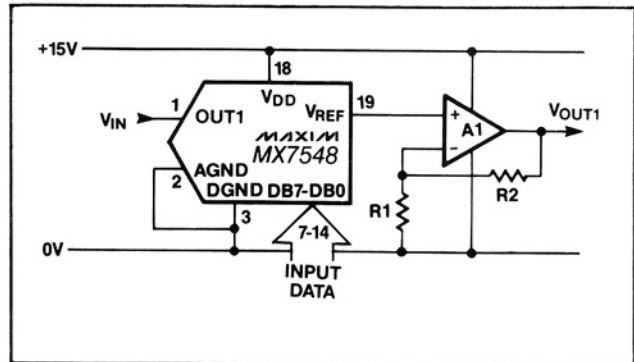 +15V
18
VDD
1
VIN
OUT1
VREF
19
MAXIM
MX7548
+
A1
−
VOUT1
AGND
2
DGND
DB7-DB0
3
R1
R2
7-14
0V
INPUT
DATA